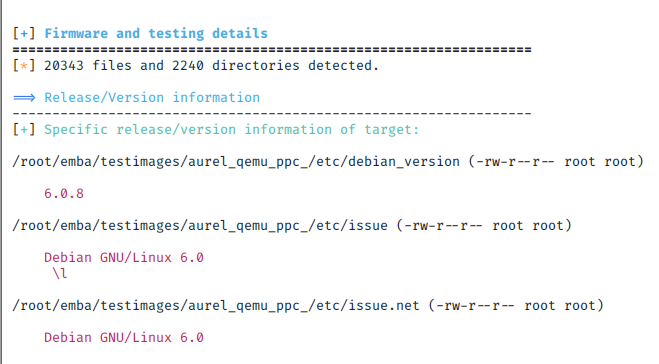 [+] Firmware and testing details
=================================================================
[*] 20343 files and 2240 directories detected.
==> Release/Version information
-----------------------------------------------------------------
[+] Specific release/version information of target:
/root/emba/testimages/aurel_qemu_ppc_/etc/debian_version (-rw-r--r-- root root)
6.0.8
/root/emba/testimages/aurel_qemu_ppc_/etc/issue (-rw-r--r-- root root)
Debian GNU/Linux 6.0
\l
/root/emba/testimages/aurel_qemu_ppc_/etc/issue.net (-rw-r--r-- root root)
Debian GNU/Linux 6.0